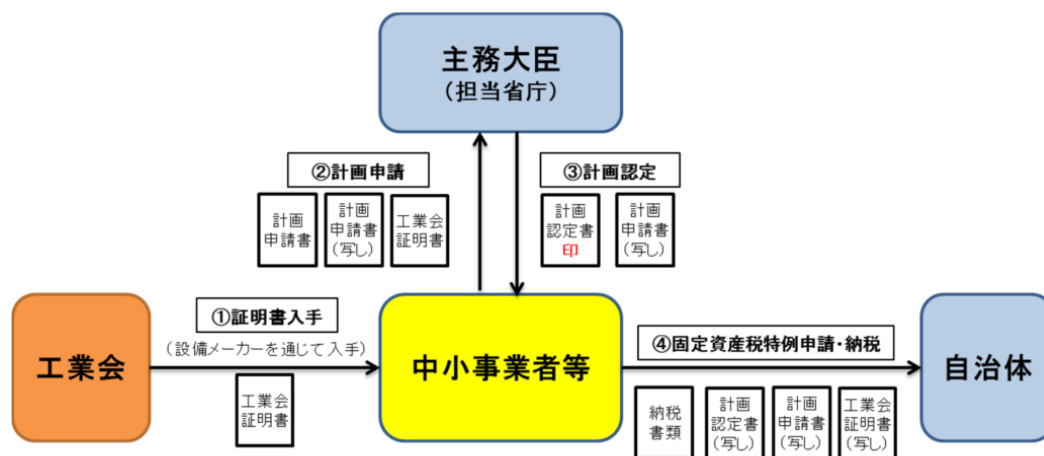 主務大臣
(担当省庁)
②計画申請
計画
申請書
計画
申請書
(写し)
工業会
証明書
③計画認定
計画
認定書
印
計画
申請書
(写し)
工業会
①証明書入手
(設備メーカーを通じて入手)
工業会
証明書
中小事業者等
④固定資産税特例申請・納税
納税
書類
計画
認定書
(写し)
計画
申請書
(写し)
工業会
証明書
(写し)
自治体